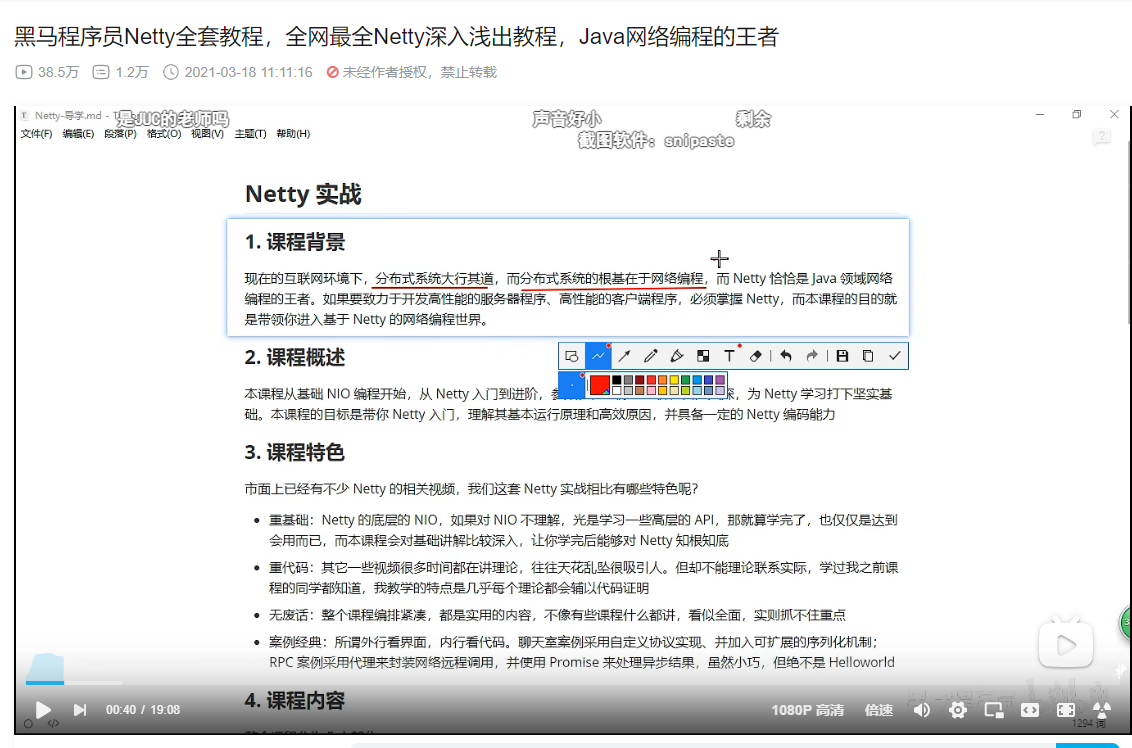 黑马程序员Netty全套教程，全网最全Netty深入浅出教程，Java网络编程的王者
38.5万 1.2万 2021-03-18 11:11:16 未经作者授权，禁止转载
Netty-导学.md - T
是JUC的老师吗
声音好小
剩余
文件(F) 编辑(E) 段落(P) 格式(O) 视图(V) 主题(T) 帮助(H)
截图软件：snipaste
Netty 实战
1. 课程背景
现在的互联网环境下，分布式系统大行其道，而分布式系统的根基在于网络编程，而 Netty 恰恰是 Java 领域网络
编程的王者。如果要致力于开发高性能的服务器程序、高性能的客户端程序，必须掌握 Netty，而本课程的目的就
是带领你进入基于 Netty 的网络编程世界。
2. 课程概述
本课程从基础 NIO 编程开始，从 Netty 入门到进阶，
，为 Netty 学习打下坚实基
础。本课程的目标是带你 Netty 入门，理解其基本运行原理和高效原因，并具备一定的 Netty 编码能力
3. 课程特色
市面上已经有不少 Netty 的相关视频，我们这套 Netty 实战相比有哪些特色呢？
• 重基础：Netty 的底层的 NIO，如果对 NIO 不理解，光是学习一些高层的 API，那就算学完了，也仅仅是达到
会用而已，而本课程会对基础讲解比较深入，让你学完后能够对 Netty 知根知底
• 重代码：其它一些视频很多时间都在讲理论，往往天花乱坠很吸引人。但却不能理论联系实际，学过我之前课
程的同学都知道，我教学的特点是几乎每个理论都会辅以代码证明
• 无废话：整个课程编排紧凑，都是实用的内容，不像有些课程什么都讲，看似全面，实则抓不住重点
• 案例经典：所谓外行看界面，内行看代码。聊天室案例采用自定义协议实现、并加入可扩展的序列化机制；
RPC 案例采用代理来封装网络远程调用，并使用 Promise 来处理异步结果，虽然小巧，但绝不是 Helloworld
4. 课程内容
00:40 / 19:08
1080P 高清 倍速
1294 词